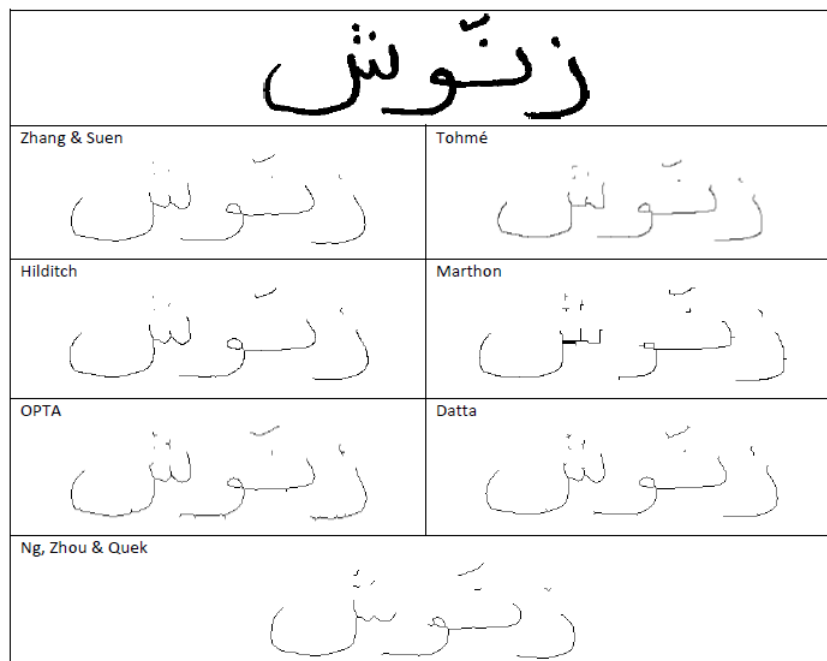 زنّوش
Zhang & Suen
زنّوش
Tohmé
زنّوش
Hilditch
زنّوش
Marthon
زنّوش
OPTA
زنّوش
Datta
زنّوش
Ng, Zhou & Quek
زنّوش